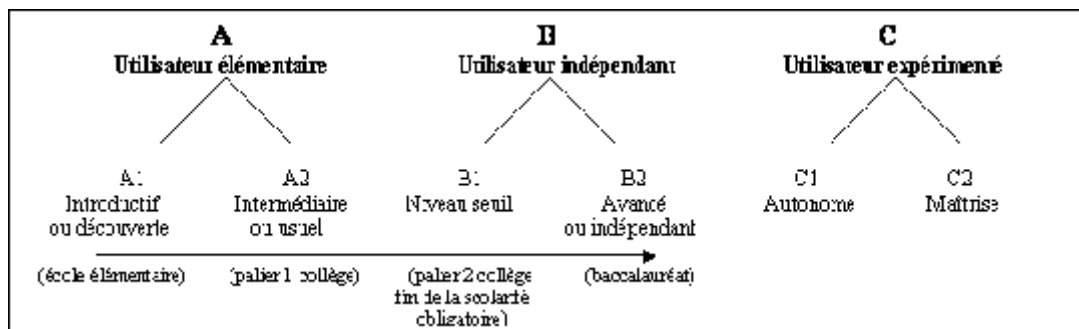 A
Utilisateur élémentaire
B
Utilisateur indépendant
C
Utilisateur expérimenté
A1
Introductif
ou découverte
A2
Intermédiaire
ou usuel
B1
Niveau seuil
B2
Avancé
ou indépendant
C1
Autonome
C2
Maîtrise
(école élémentaire)
(palier 1 collège)
(palier 2 collège
fin de la scolarité
obligatoire)
(baccalauréat)